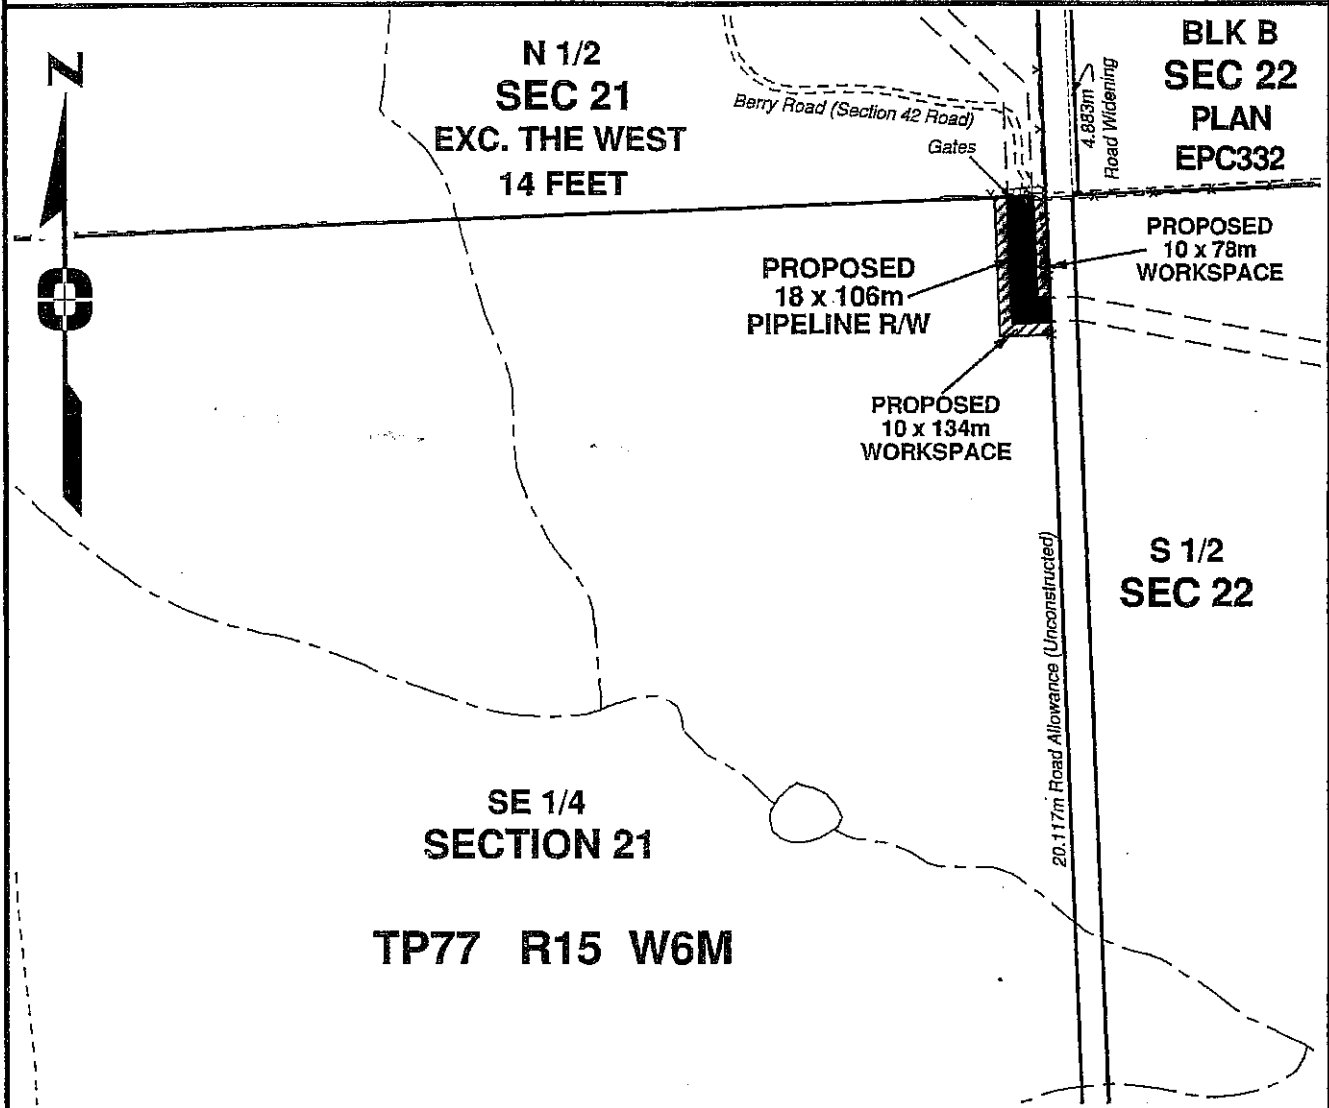 N
N 1/2
SEC 21
EXC. THE WEST
14 FEET
Berry Road (Section 42 Road)
Gates
4.883m
Road Widening
BLK B
SEC 22
PLAN
EPC332
PROPOSED
10 x 78m
WORKSPACE
PROPOSED
18 x 106m
PIPELINE R/W
PROPOSED
10 x 134m
WORKSPACE
20.117m Road Allowance (Unconstructed)
S 1/2
SEC 22
SE 1/4
SECTION 21
TP77 R15 W6M